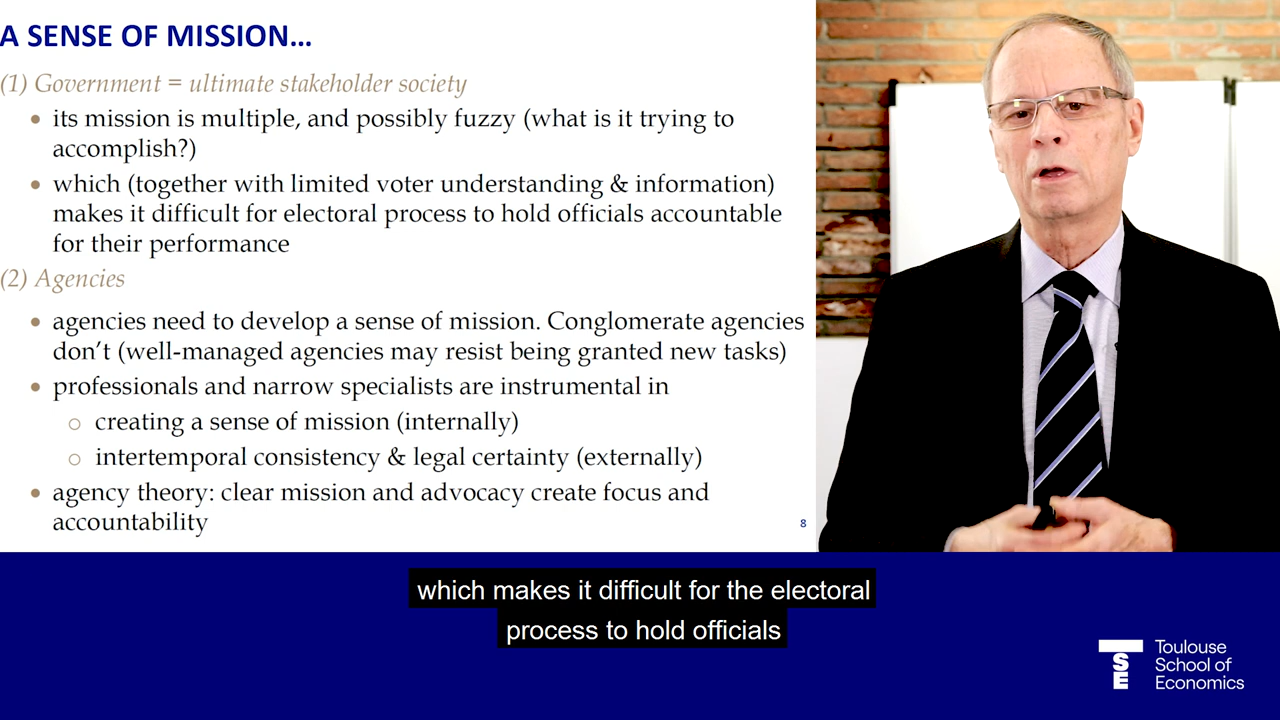 A SENSE OF MISSION…
(1) Government = ultimate stakeholder society
• its mission is multiple, and possibly fuzzy (what is it trying to
accomplish?)
• which (together with limited voter understanding & information)
makes it difficult for electoral process to hold officials accountable
for their performance
(2) Agencies
• agencies need to develop a sense of mission. Conglomerate agencies
don't (well-managed agencies may resist being granted new tasks)
• professionals and narrow specialists are instrumental in
○ creating a sense of mission (internally)
○ intertemporal consistency & legal certainty (externally)
• agency theory: clear mission and advocacy create focus and
accountability
8
which makes it difficult for the electoral
process to hold officials
TSE
Toulouse
School of
Economics